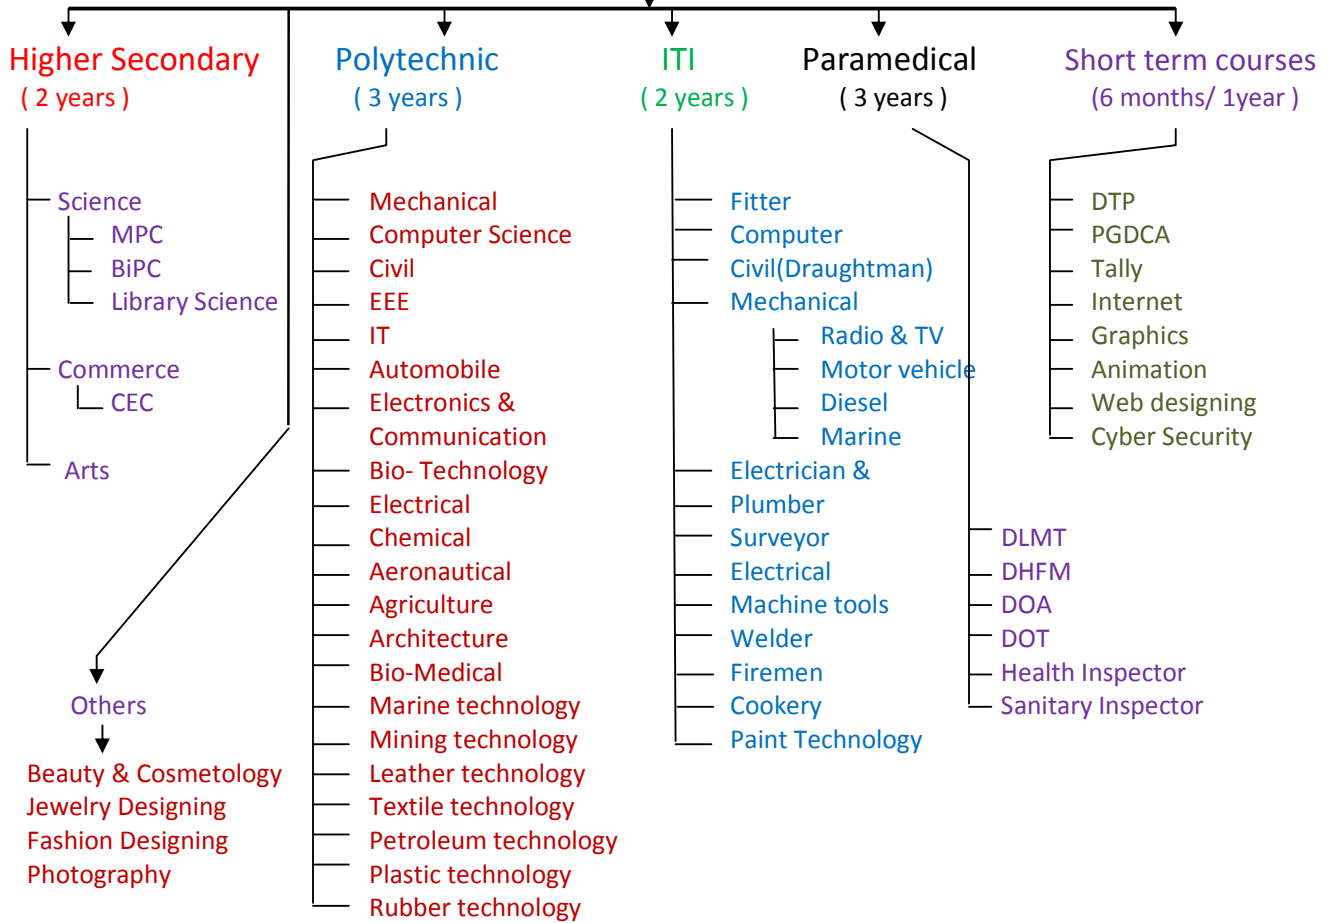 Higher Secondary
( 2 years )
Science
MPC
BiPC
Library Science
Commerce
CEC
Arts
Others
Beauty & Cosmetology
Jewelry Designing
Fashion Designing
Photography
Polytechnic
( 3 years )
Mechanical
Computer Science
Civil
EEE
IT
Automobile
Electronics &
Communication
Bio- Technology
Electrical
Chemical
Aeronautical
Agriculture
Architecture
Bio-Medical
Marine technology
Mining technology
Leather technology
Textile technology
Petroleum technology
Plastic technology
Rubber technology
ITI
( 2 years )
Fitter
Computer
Civil(Draughtman)
Mechanical
Radio & TV
Motor vehicle
Diesel
Marine
Electrician &
Plumber
Surveyor
Electrical
Machine tools
Welder
Firemen
Cookery
Paint Technology
Paramedical
( 3 years )
DLMT
DHFM
DOA
DOT
Health Inspector
Sanitary Inspector
Short term courses
(6 months/ 1year )
DTP
PGDCA
Tally
Internet
Graphics
Animation
Web designing
Cyber Security